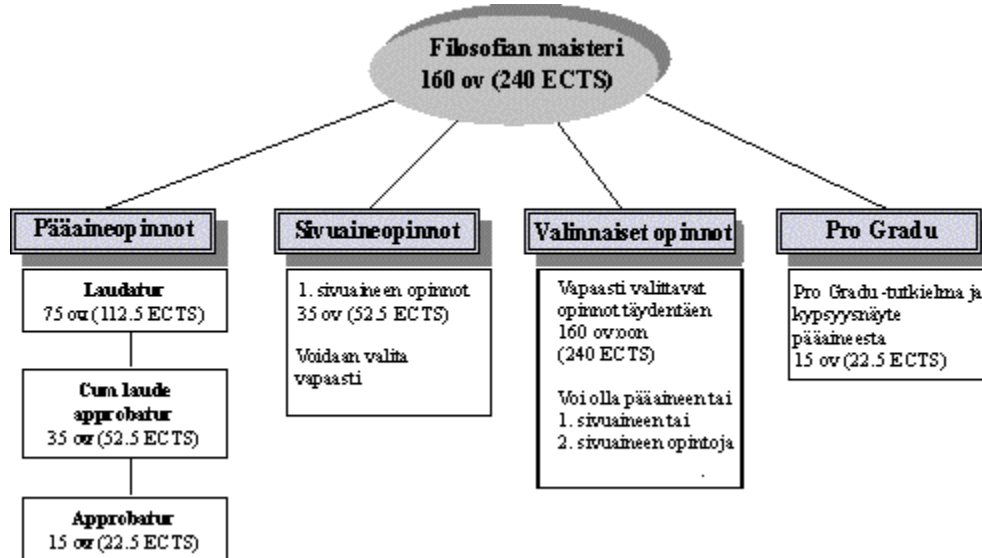 Filosofian maisteri
160 ov (240 ECTS)
Pääaineopinnot
Laudatur
75 ov (112.5 ECTS)
Cum laude
approbatur
35 ov (52.5 ECTS)
Approbatur
15 ov (22.5 ECTS)
Sivuaineopinnot
1. sivuaineen opinnot
35 ov (52.5 ECTS)
Voidaan valita
vapaasti
Valinnaiset opinnot
Vapaasti valittavat
opinnot täydentäen
160 ov:oon
(240 ECTS)
Voi olla pääaineen tai
1. sivuaineen tai
2. sivuaineen opintoja
.
Pro Gradu
Pro Gradu -tutkielma ja
kypsyysnäyte
pääaineesta
15 ov (22.5 ECTS)